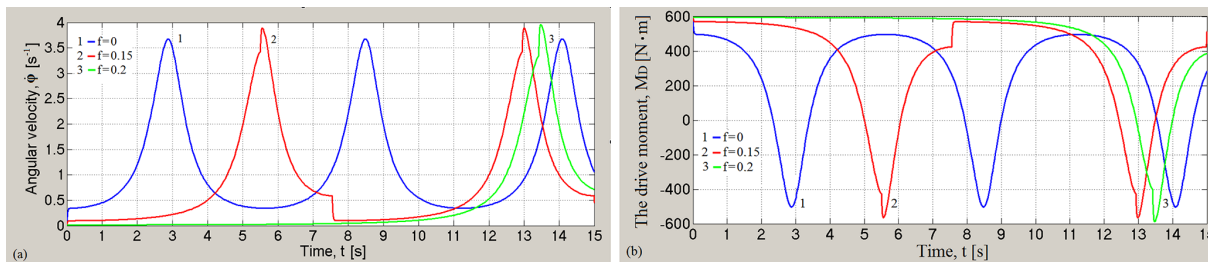 Angular velocity, φ̇ [s⁻¹]
4
3.5
3
2.5
2
1.5
1
0.5
0
1 f=0
2 f=0.15
3 f=0.2
1
2
3
0 1 2 3 4 5 6 7 8 9 10 11 12 13 14 15
(a)
Time, t [s]
The drive moment, MD [N·m]
600
400
200
0
-200
-400
-600
1 f=0
2 f=0.15
3 f=0.2
1
2
3
0 1 2 3 4 5 6 7 8 9 10 11 12 13 14 15
(b)
Time, t [s]